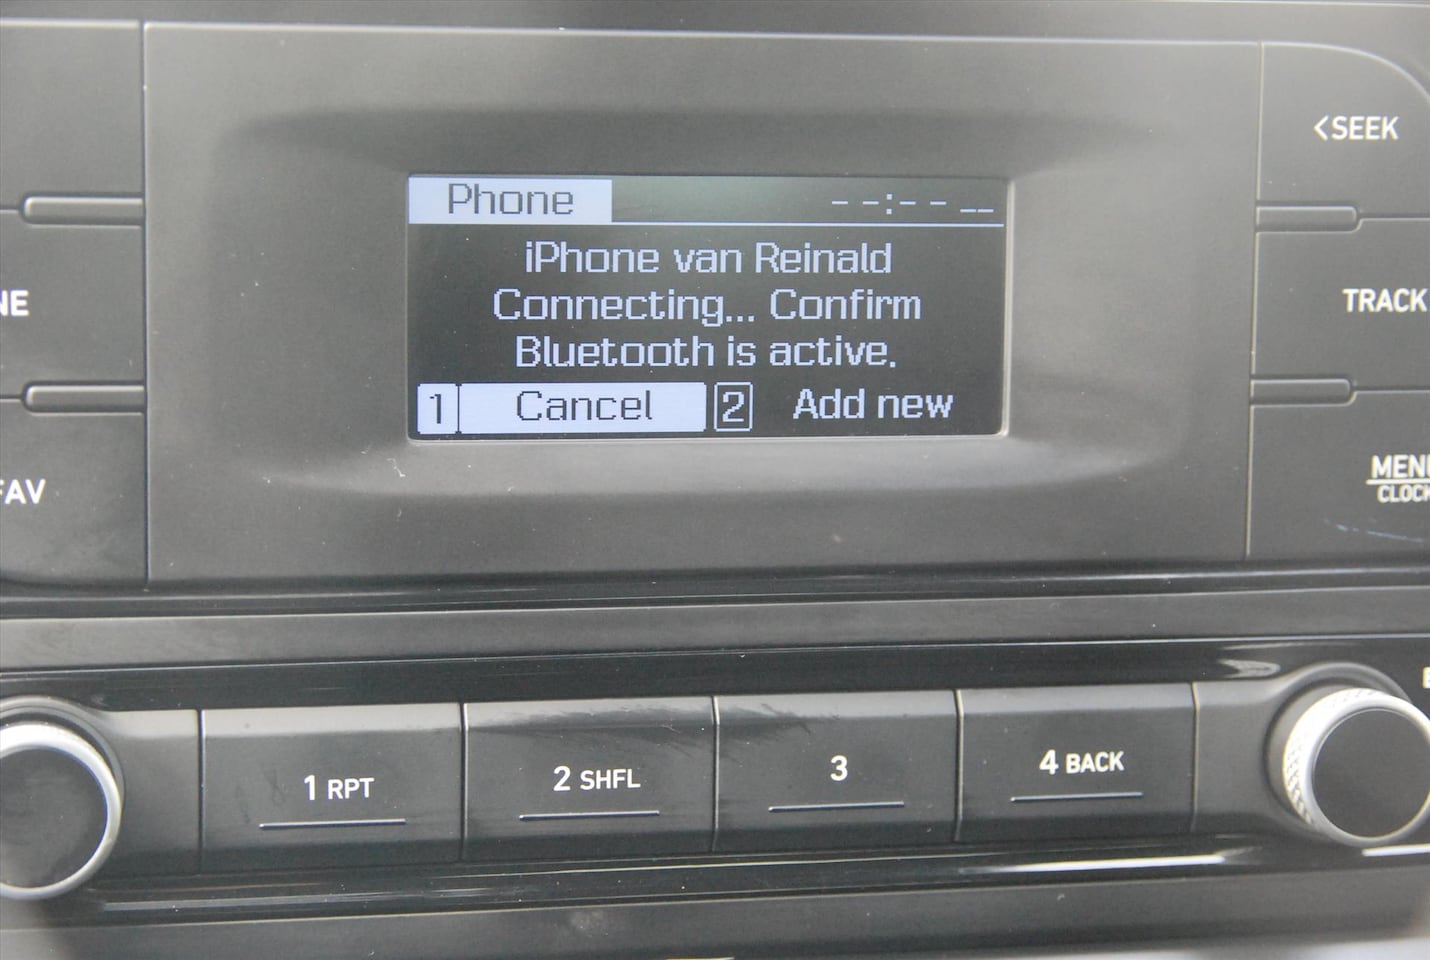 Phone --:-- --
iPhone van Reinald
Connecting... Confirm
Bluetooth is active.
1 Cancel 2 Add new
<SEEK
TRACK
CLOCK
FAV
1 RPT
2 SHFL
3
4 BACK